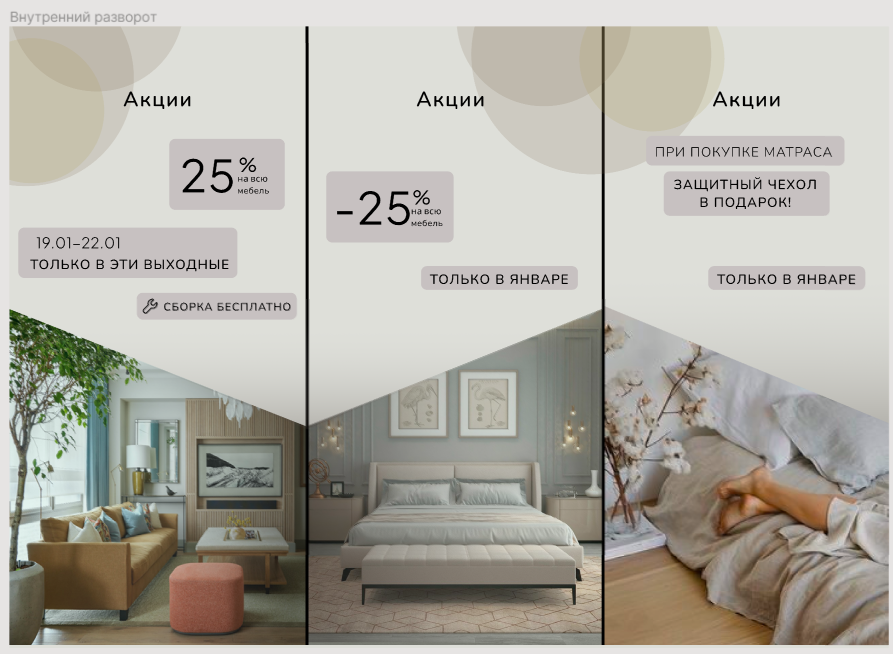 Внутренний разворот
Акции
25%
на всю
мебель
19.01–22.01
ТОЛЬКО В ЭТИ ВЫХОДНЫЕ
СБОРКА БЕСПЛАТНО
Акции
-25%
на всю
мебель
ТОЛЬКО В ЯНВАРЕ
Акции
ПРИ ПОКУПКЕ МАТРАСА
ЗАЩИТНЫЙ ЧЕХОЛ
В ПОДАРОК!
ТОЛЬКО В ЯНВАРЕ